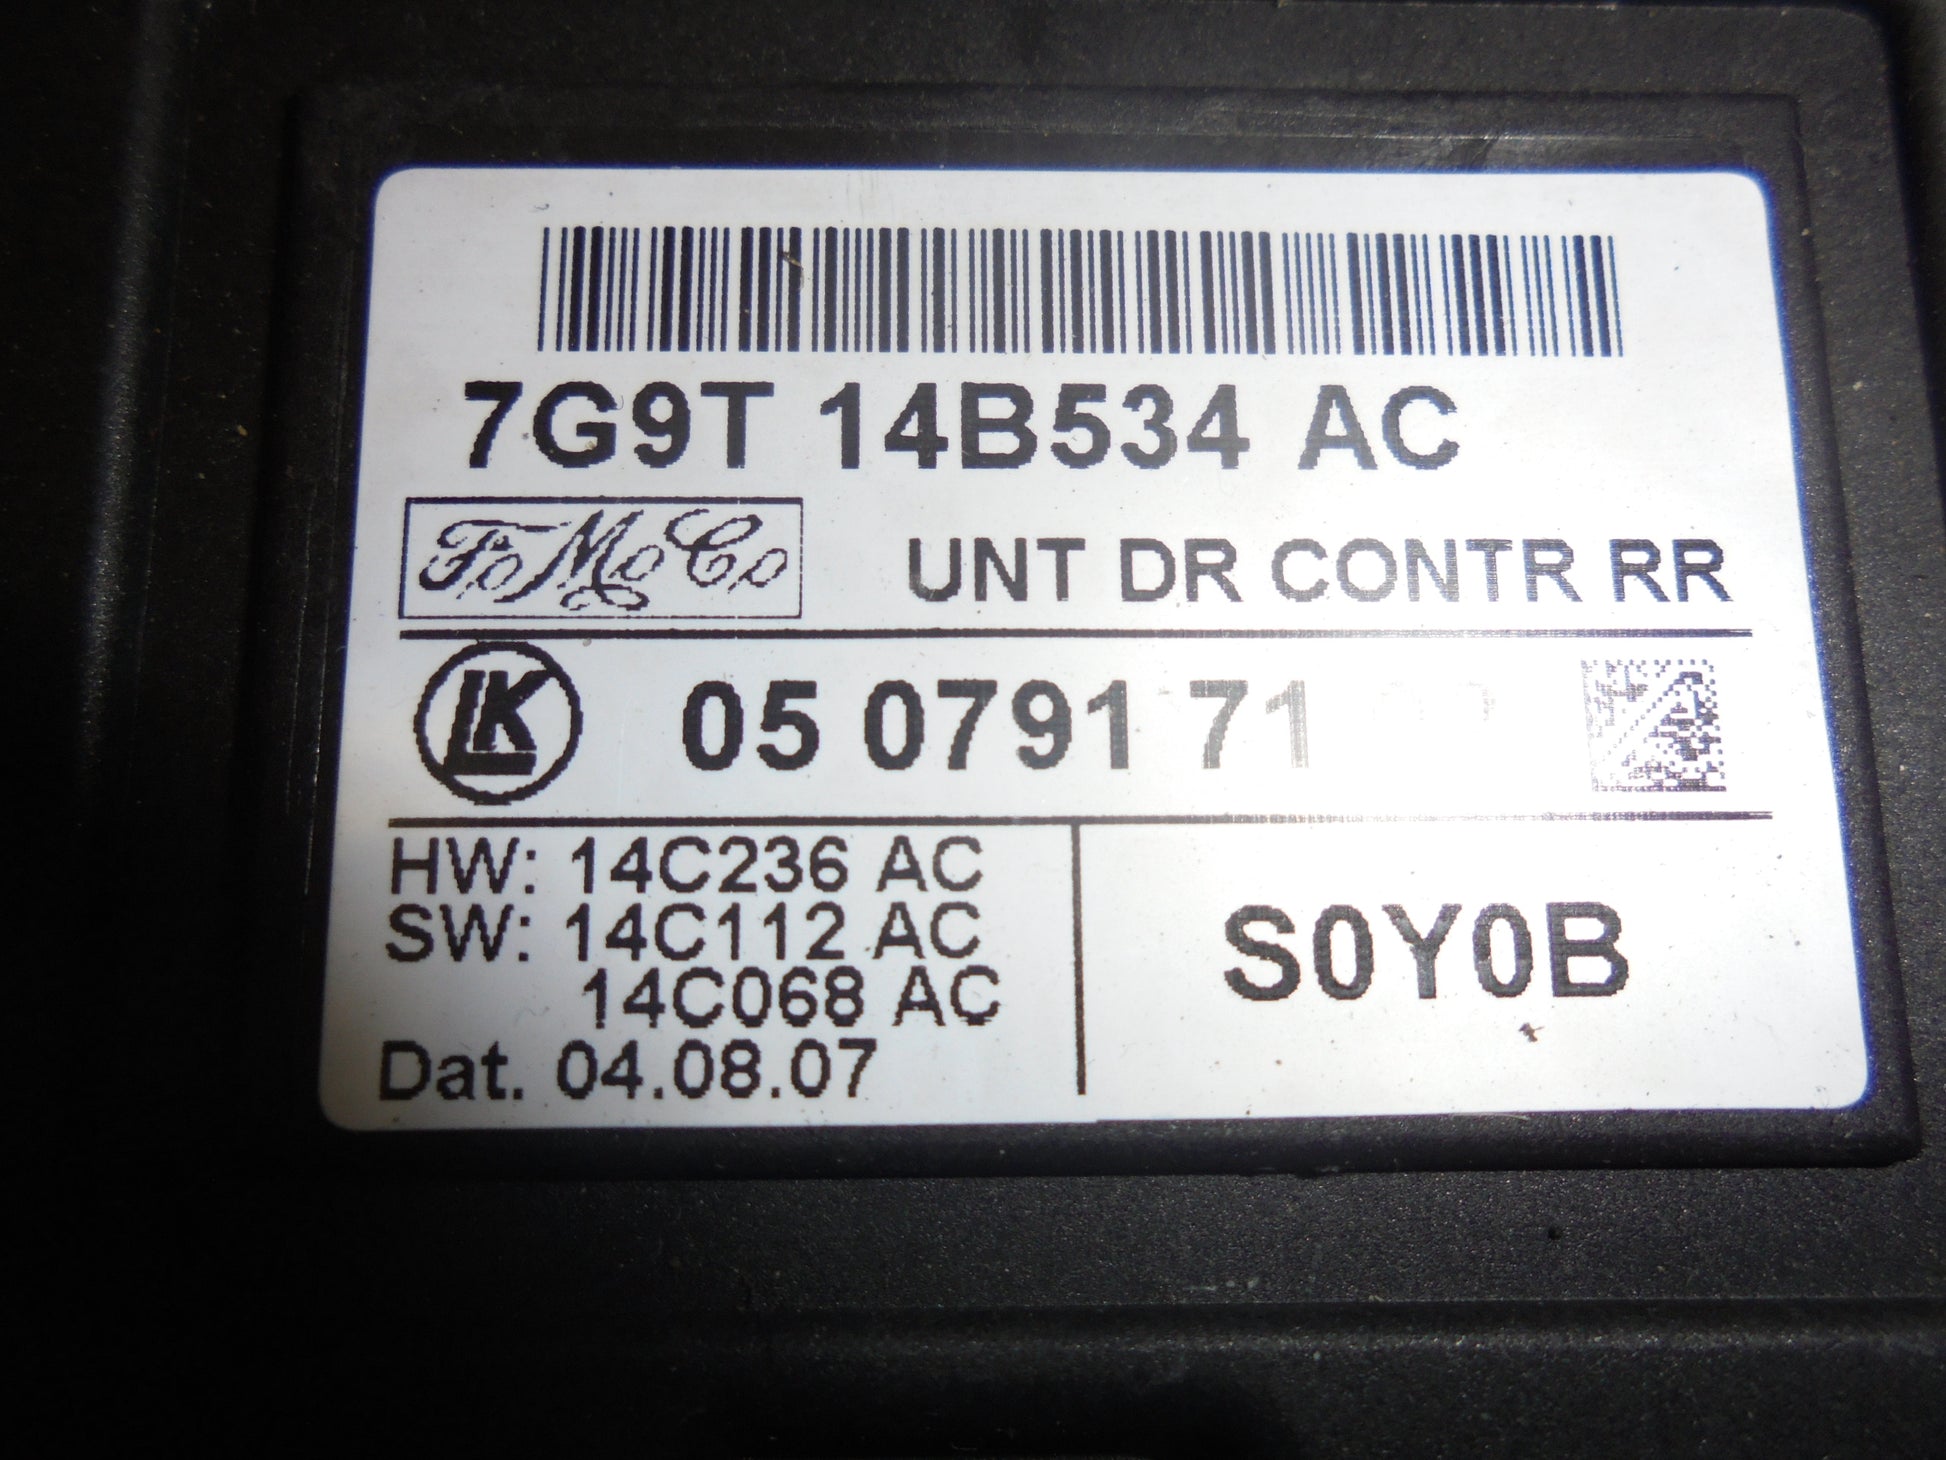 7G9T 14B534 AC
FoMoCo
UNT DR CONTR RR
LK
05 0791 71
HW: 14C236 AC
SW: 14C112 AC
14C068 AC
Dat. 04.08.07
S0Y0B